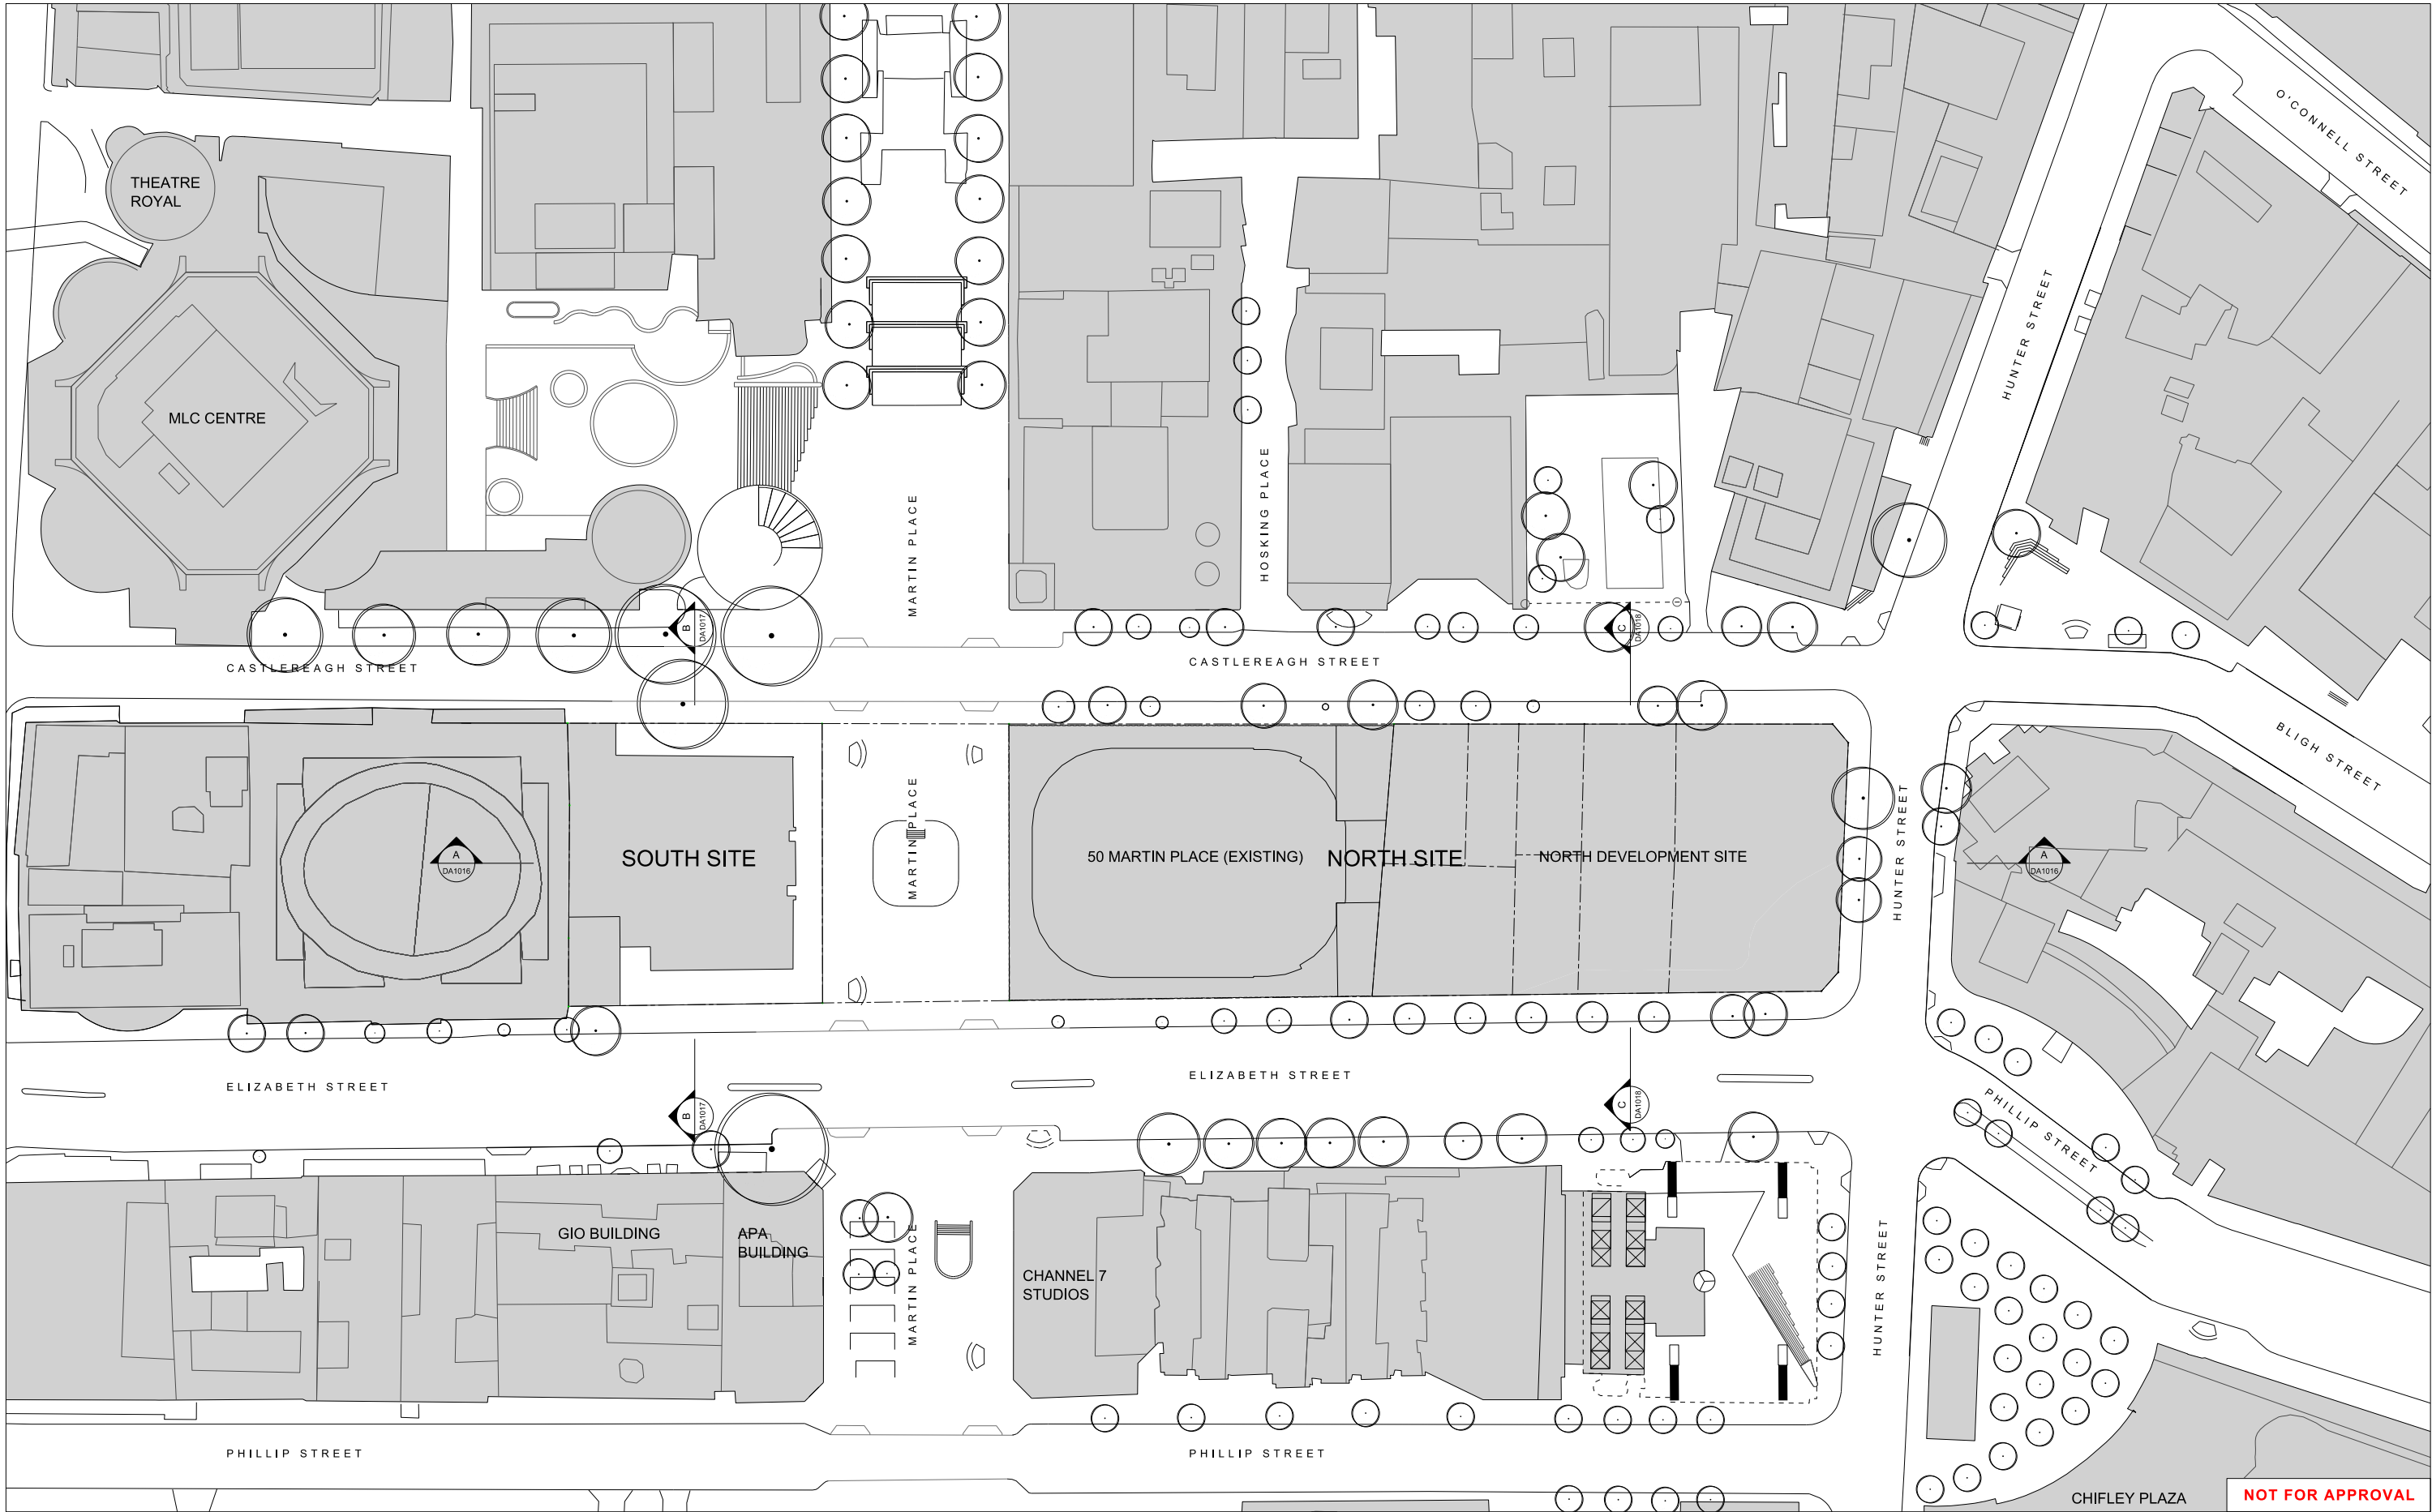 O'CONNELL STREET
THEATRE
ROYAL
HUNTER STREET
MLC CENTRE
MARTIN PLACE
HOSKING PLACE
B
DA1017
C
DA1018
CASTLEREAGH STREET
CASTLEREAGH STREET
BLIGH STREET
MARTIN PLACE
HUNTER STREET
A
DA1016
SOUTH SITE
50 MARTIN PLACE (EXISTING)
NORTH SITE
NORTH DEVELOPMENT SITE
A
DA1016
ELIZABETH STREET
ELIZABETH STREET
B
DA1017
C
DA1018
PHILLIP STREET
GIO BUILDING
APA
BUILDING
MARTIN PLACE
CHANNEL 7
STUDIOS
HUNTER STREET
PHILLIP STREET
PHILLIP STREET
CHIFLEY PLAZA
NOT FOR APPROVAL